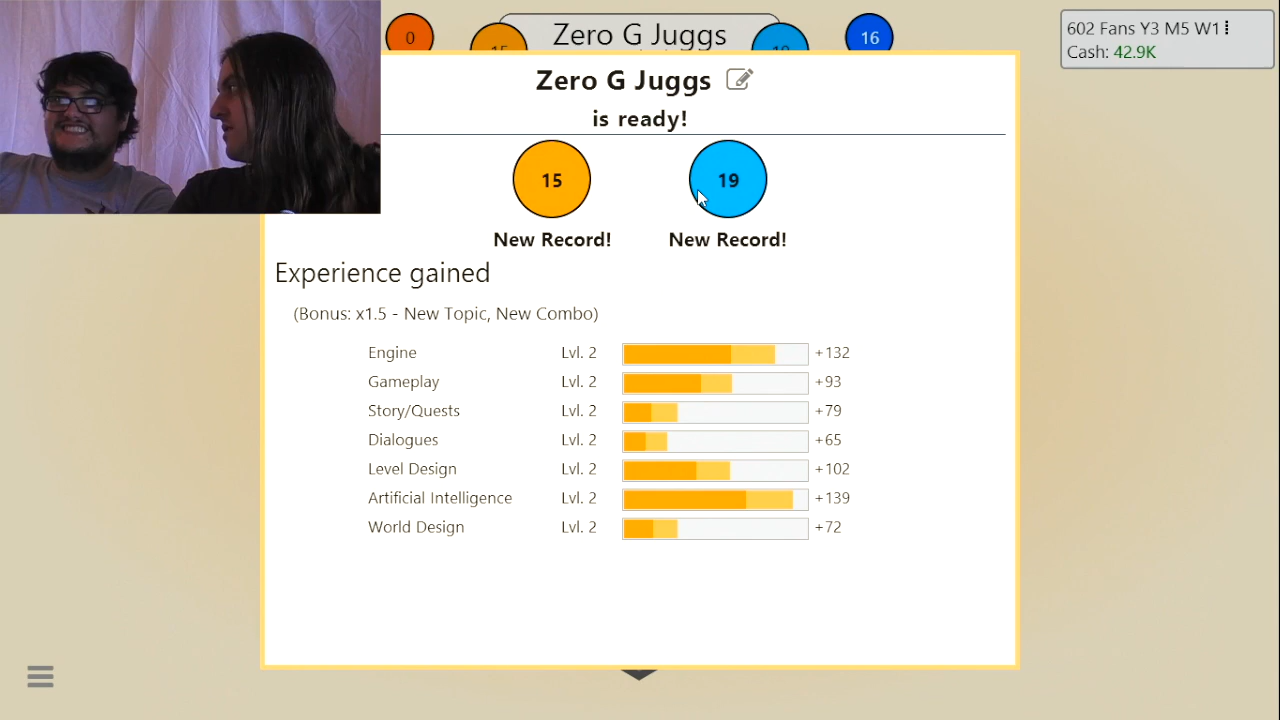 0
15
Zero G Juggs
19
16
602 Fans Y3 M5 W1
Cash: 42.9K
Zero G Juggs
is ready!
15
19
New Record!
New Record!
Experience gained
(Bonus: x1.5 - New Topic, New Combo)
Engine Lvl. 2 +132
Gameplay Lvl. 2 +93
Story/Quests Lvl. 2 +79
Dialogues Lvl. 2 +65
Level Design Lvl. 2 +102
Artificial Intelligence Lvl. 2 +139
World Design Lvl. 2 +72